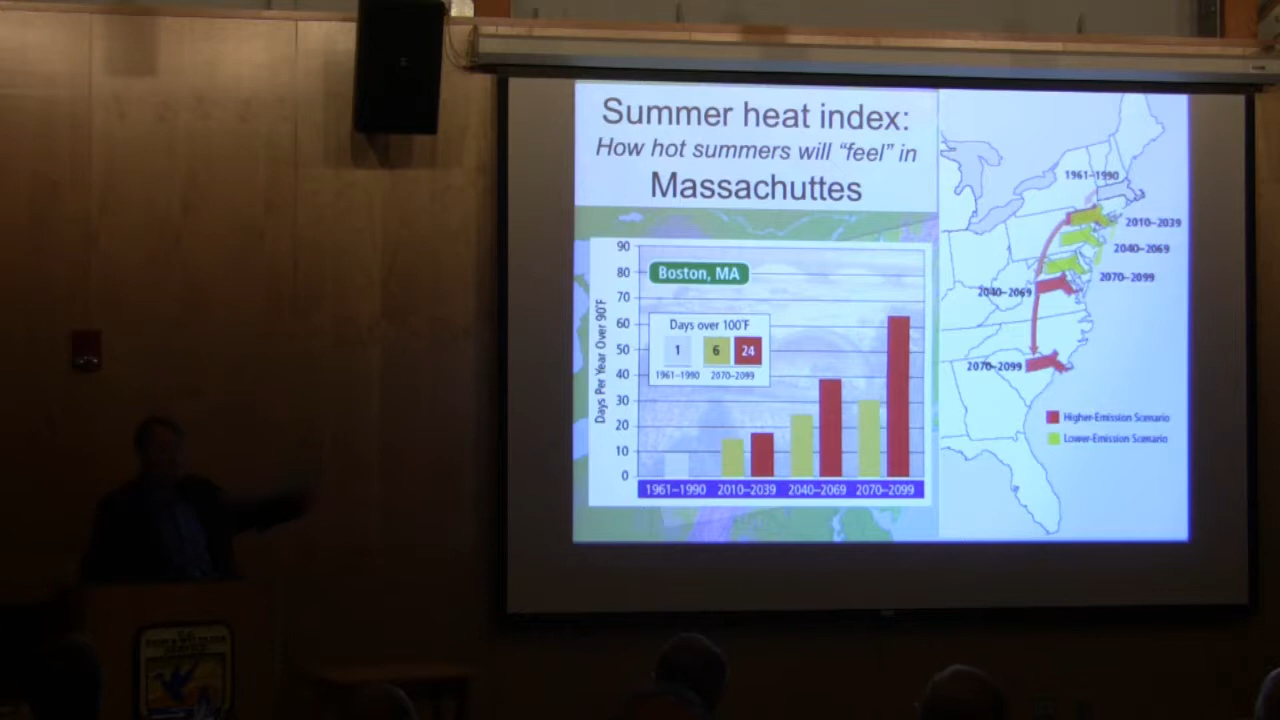 Summer heat index:
How hot summers will “feel” in
Massachuttes
Boston, MA
Days Per Year Over 90°F
90
80
70
60
50
40
30
20
10
0
Days over 100°F
1 6 24
1961–1990 2070–2099
1961–1990 2010–2039 2040–2069 2070–2099
1961–1990
2010–2039
2040–2069
2070–2099
2040–2069
2070–2099
Higher-Emission Scenario
Lower-Emission Scenario